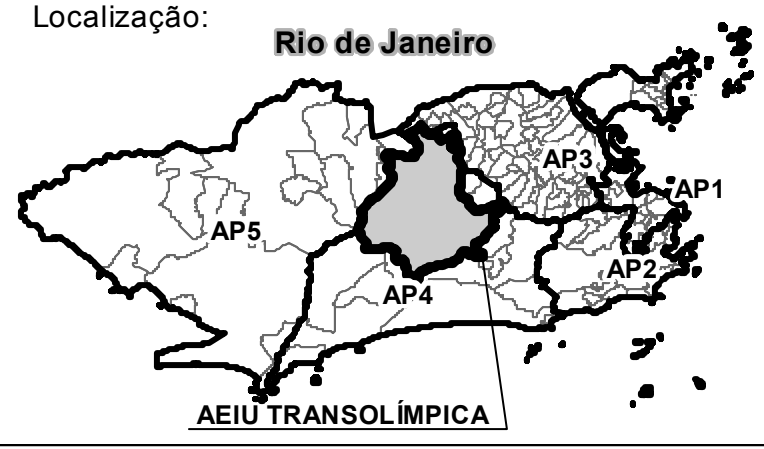 Localização:
Rio de Janeiro
AP3
AP1
AP5
AP2
AP4
AEIU TRANSOLÍMPICA